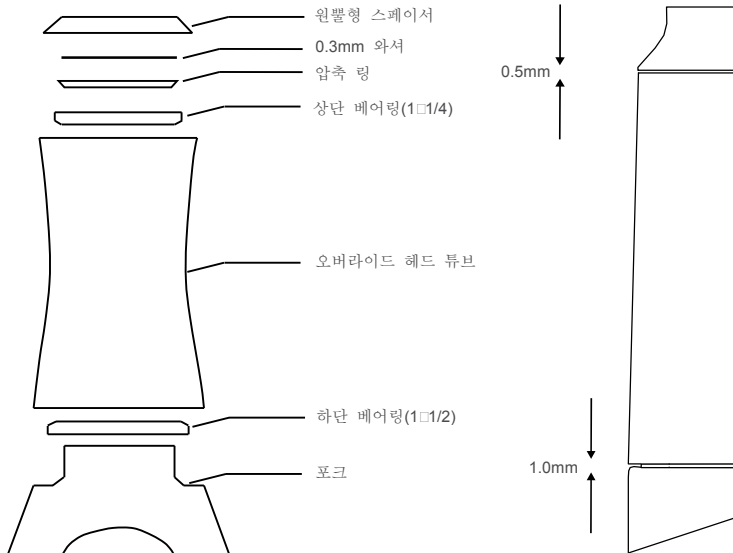 원뿔형 스페이서
0.3mm 와셔
압축 링
0.5mm
상단 베어링(1□1/4)
오버라이드 헤드 튜브
하단 베어링(1□1/2)
1.0mm
포크